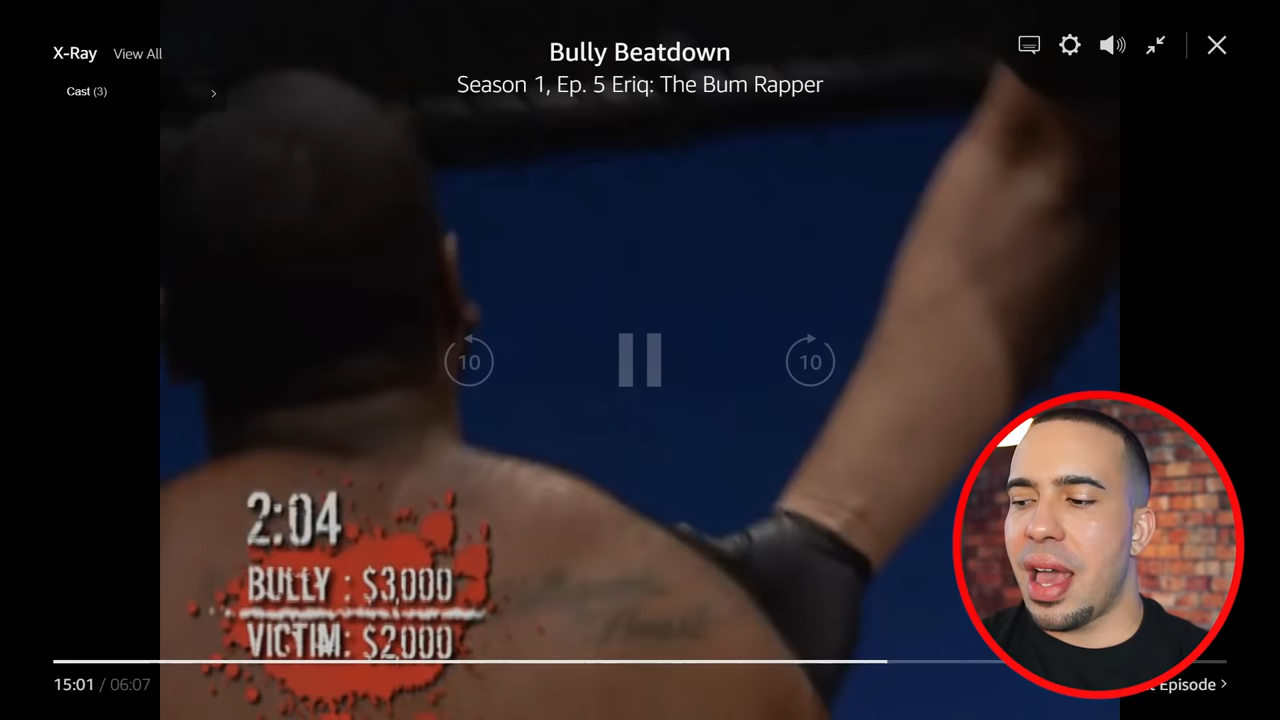 X-Ray View All
Bully Beatdown
Season 1, Ep. 5 Eriq: The Bum Rapper
Cast (3)
10
10
2:04
BULLY : $3,000
VICTIM: $2,000
15:01 / 06:07
Episode